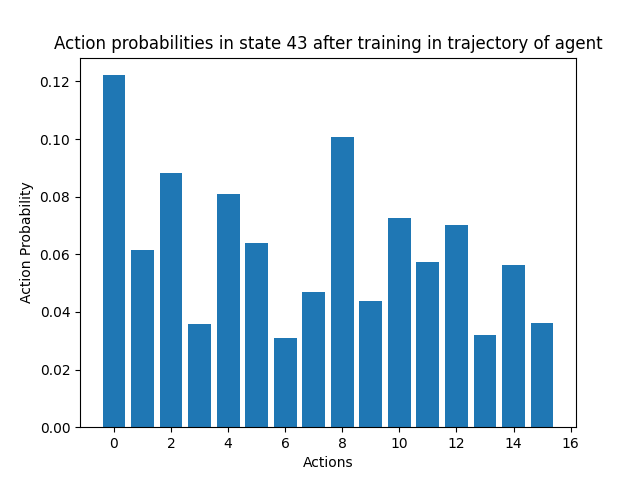 Action probabilities in state 43 after training in trajectory of agent
0.12
0.10
0.08
0.06
0.04
0.02
0.00
Action Probability
0 2 4 6 8 10 12 14 16
Actions